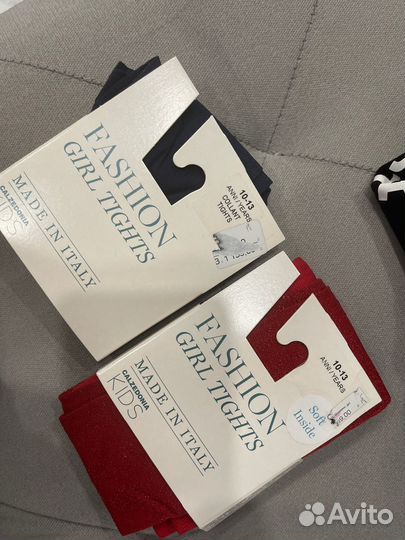 FASHION
GIRL TIGHTS
MADE IN ITALY
CALZEDONIA
KIDS
10-13
ANNI / YEARS
COLLANT
TIGHTS
FASHION
GIRL TIGHTS
MADE IN ITALY
CALZEDONIA
KIDS
10-13
ANNI / YEARS
Soft
Inside
Avito